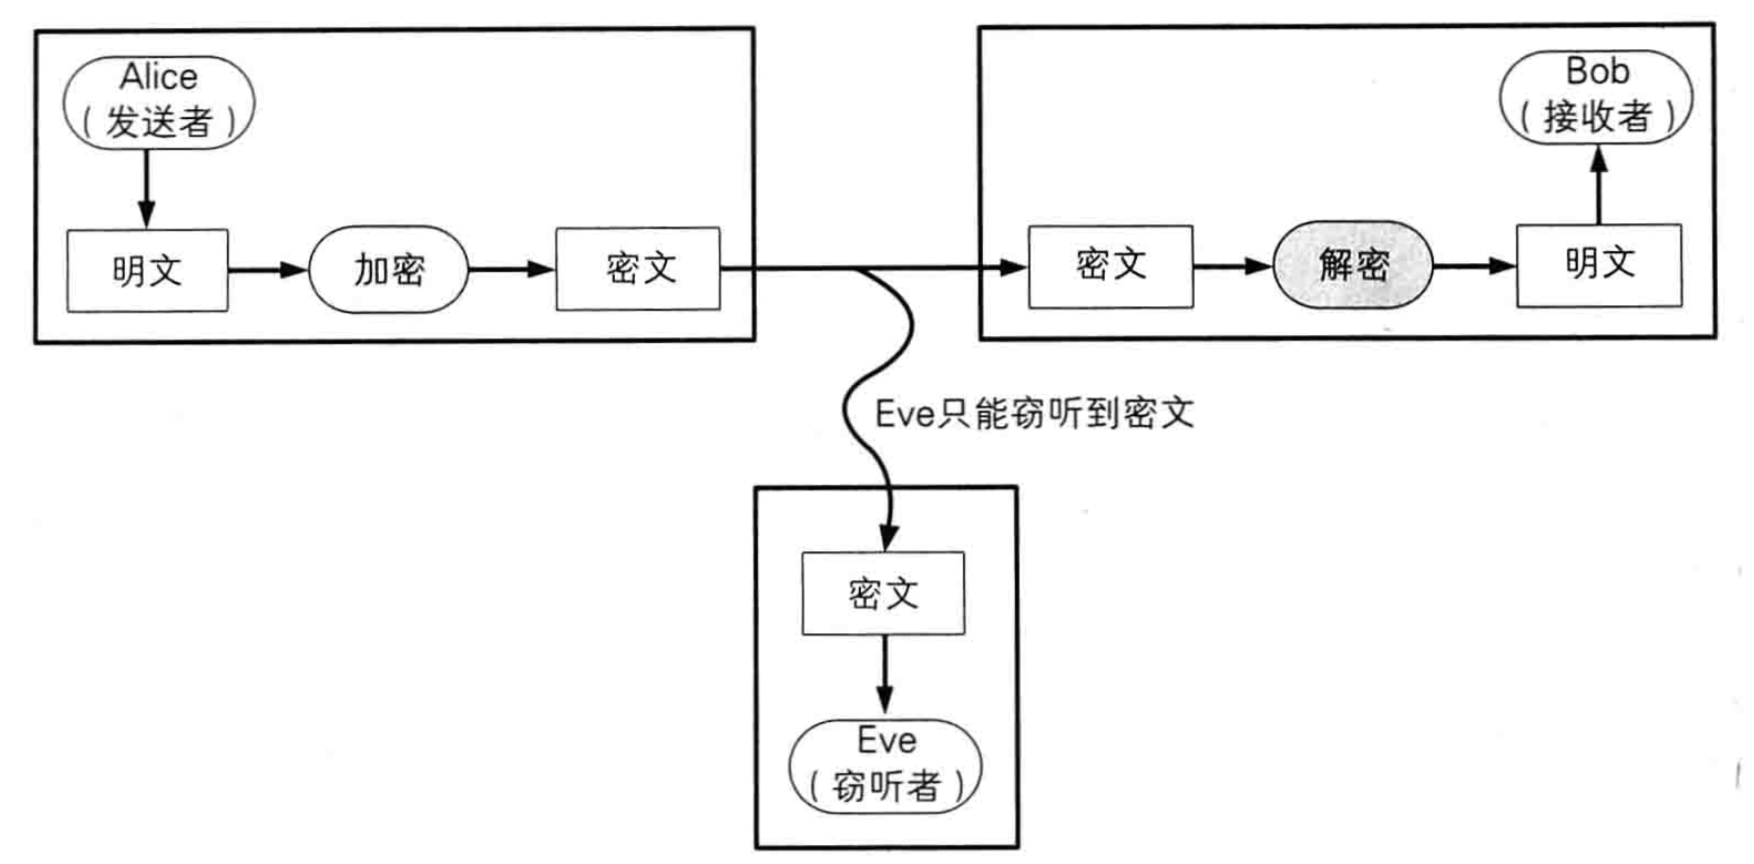 Alice
(发送者)
明文
加密
密文
Bob
(接收者)
密文
解密
明文
Eve只能窃听到密文
密文
Eve
(窃听者)